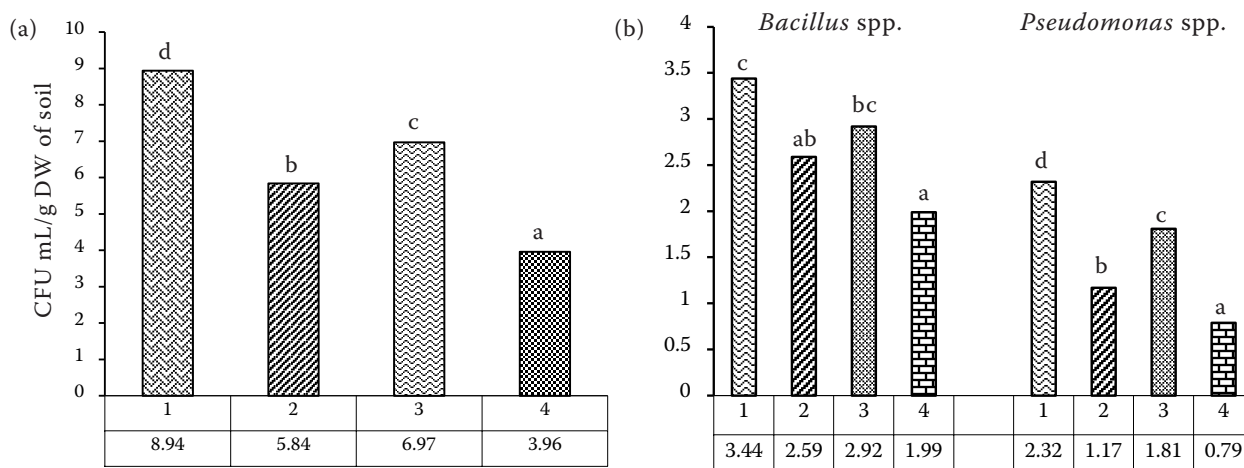 (a)
CFU mL/g DW of soil
10
9
8
7
6
5
4
3
2
1
0
d
b
c
a
1 2 3 4
8.94 5.84 6.97 3.96
(b)
Bacillus spp. Pseudomonas spp.
4
3.5
3
2.5
2
1.5
1
0.5
0
c
ab
bc
a
d
b
c
a
1 2 3 4 1 2 3 4
3.44 2.59 2.92 1.99 2.32 1.17 1.81 0.79